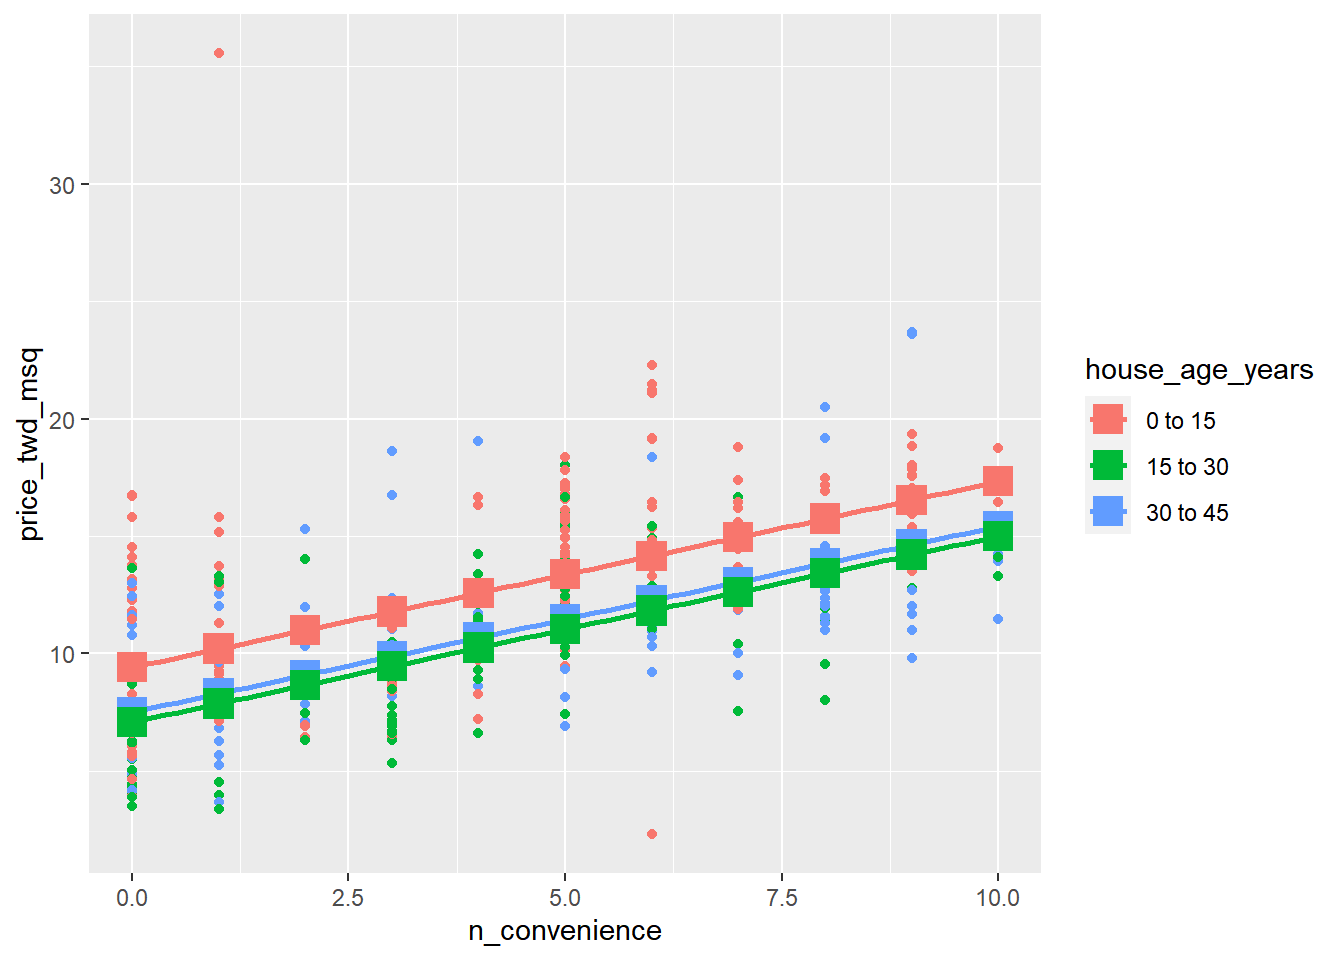 30
20
10
price_twd_msq
0.0
2.5
5.0
7.5
10.0
n_convenience
house_age_years
0 to 15
15 to 30
30 to 45